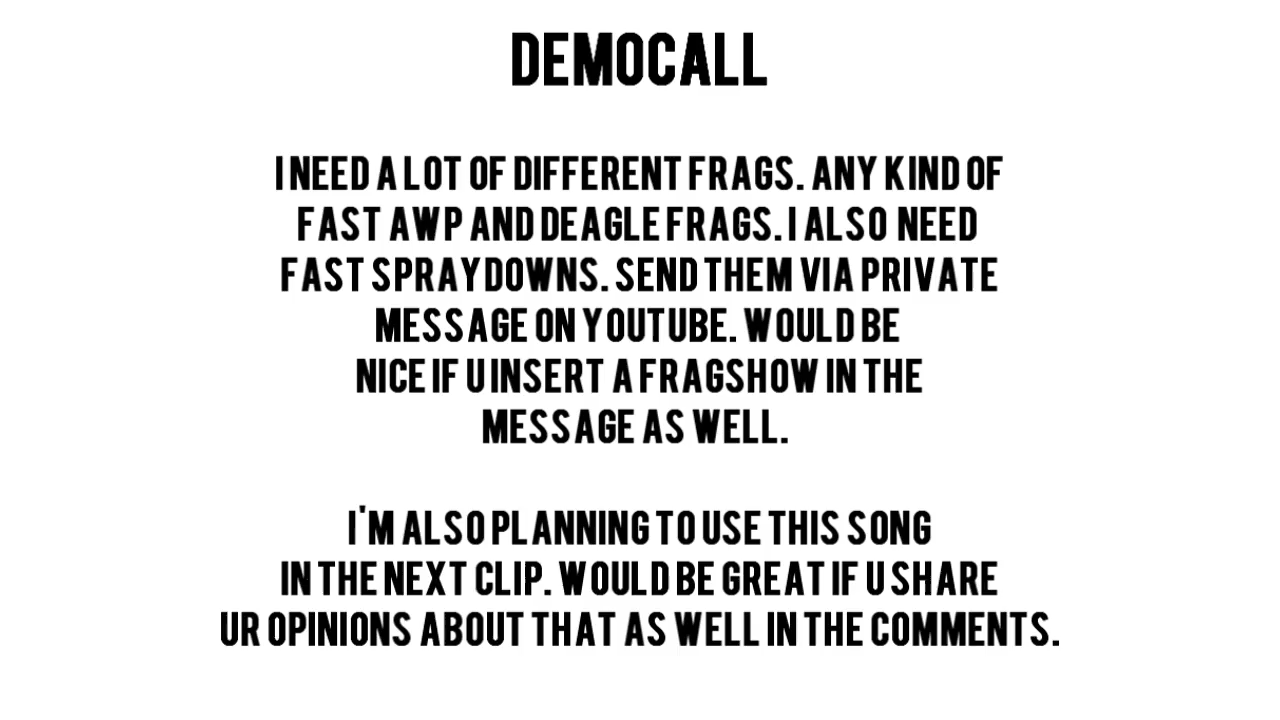 DEMOCALL
I NEED A LOT OF DIFFERENT FRAGS. ANY KIND OF
FAST AWP AND DEAGLE FRAGS. I ALSO NEED
FAST SPRAYDOWNS. SEND THEM VIA PRIVATE
MESSAGE ON YOUTUBE. WOULD BE
NICE IF U INSERT A FRAGSHOW IN THE
MESSAGE AS WELL.
I'M ALSO PLANNING TO USE THIS SONG
IN THE NEXT CLIP. WOULD BE GREAT IF U SHARE
UR OPINIONS ABOUT THAT AS WELL IN THE COMMENTS.